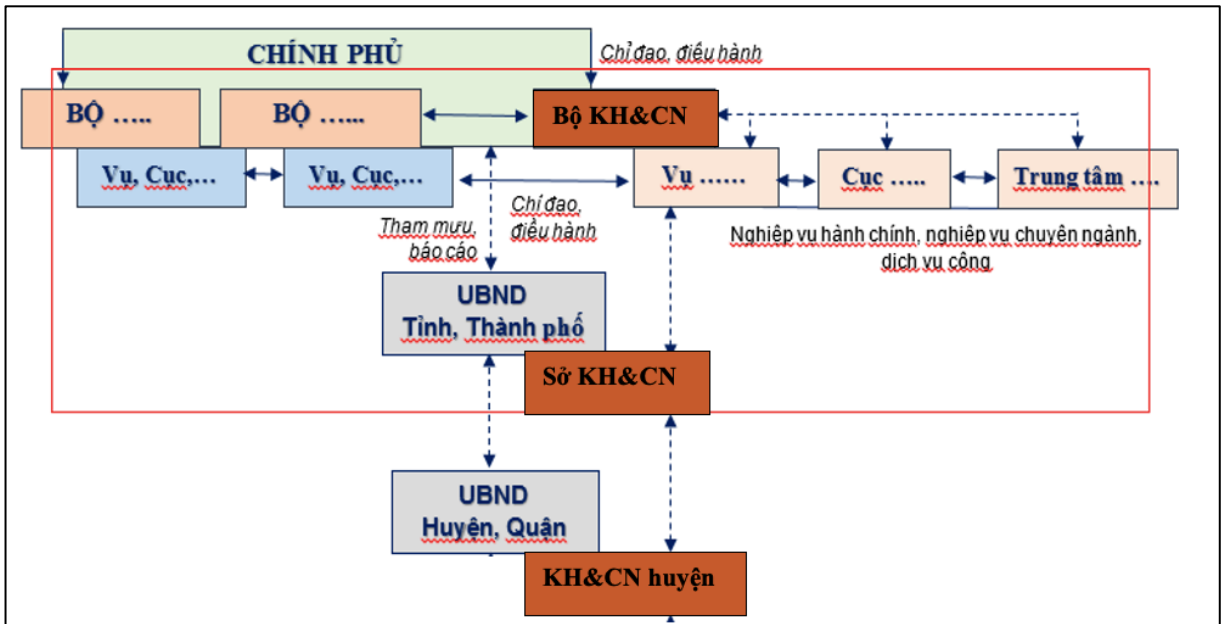 CHÍNH PHỦ
Chỉ đạo, điều hành
BỘ …..
BỘ …...
Bộ KH&CN
Vụ, Cục,…
Vụ, Cục,…
Vụ ……
Cục …..
Trung tâm ….
Tham mưu,
báo cáo
Chí đạo,
điều hành
Nghiệp vụ hành chính, nghiệp vụ chuyên ngành,
dịch vụ công
UBND
Tỉnh, Thành phố
Sở KH&CN
UBND
Huyện, Quận
KH&CN huyện